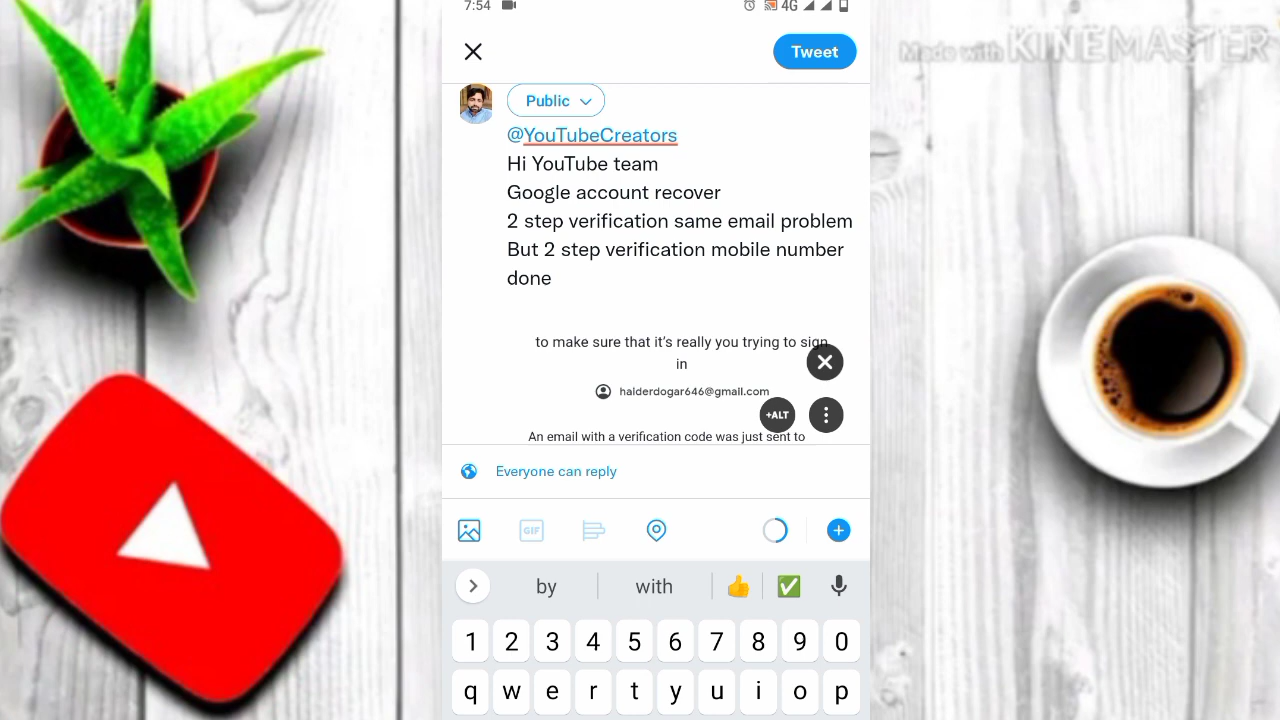 7:54
4G
Made with KINEMASTER
Tweet
Public
@YouTubeCreators
Hi YouTube team
Google account recover
2 step verification same email problem
But 2 step verification mobile number
done
to make sure that it's really you trying to sign
in
halderdogar646@gmail.com
+ALT
An email with a verification code was just sent to
Everyone can reply
GIF
by with
1 2 3 4 5 6 7 8 9 0
q w e r t y u i o p